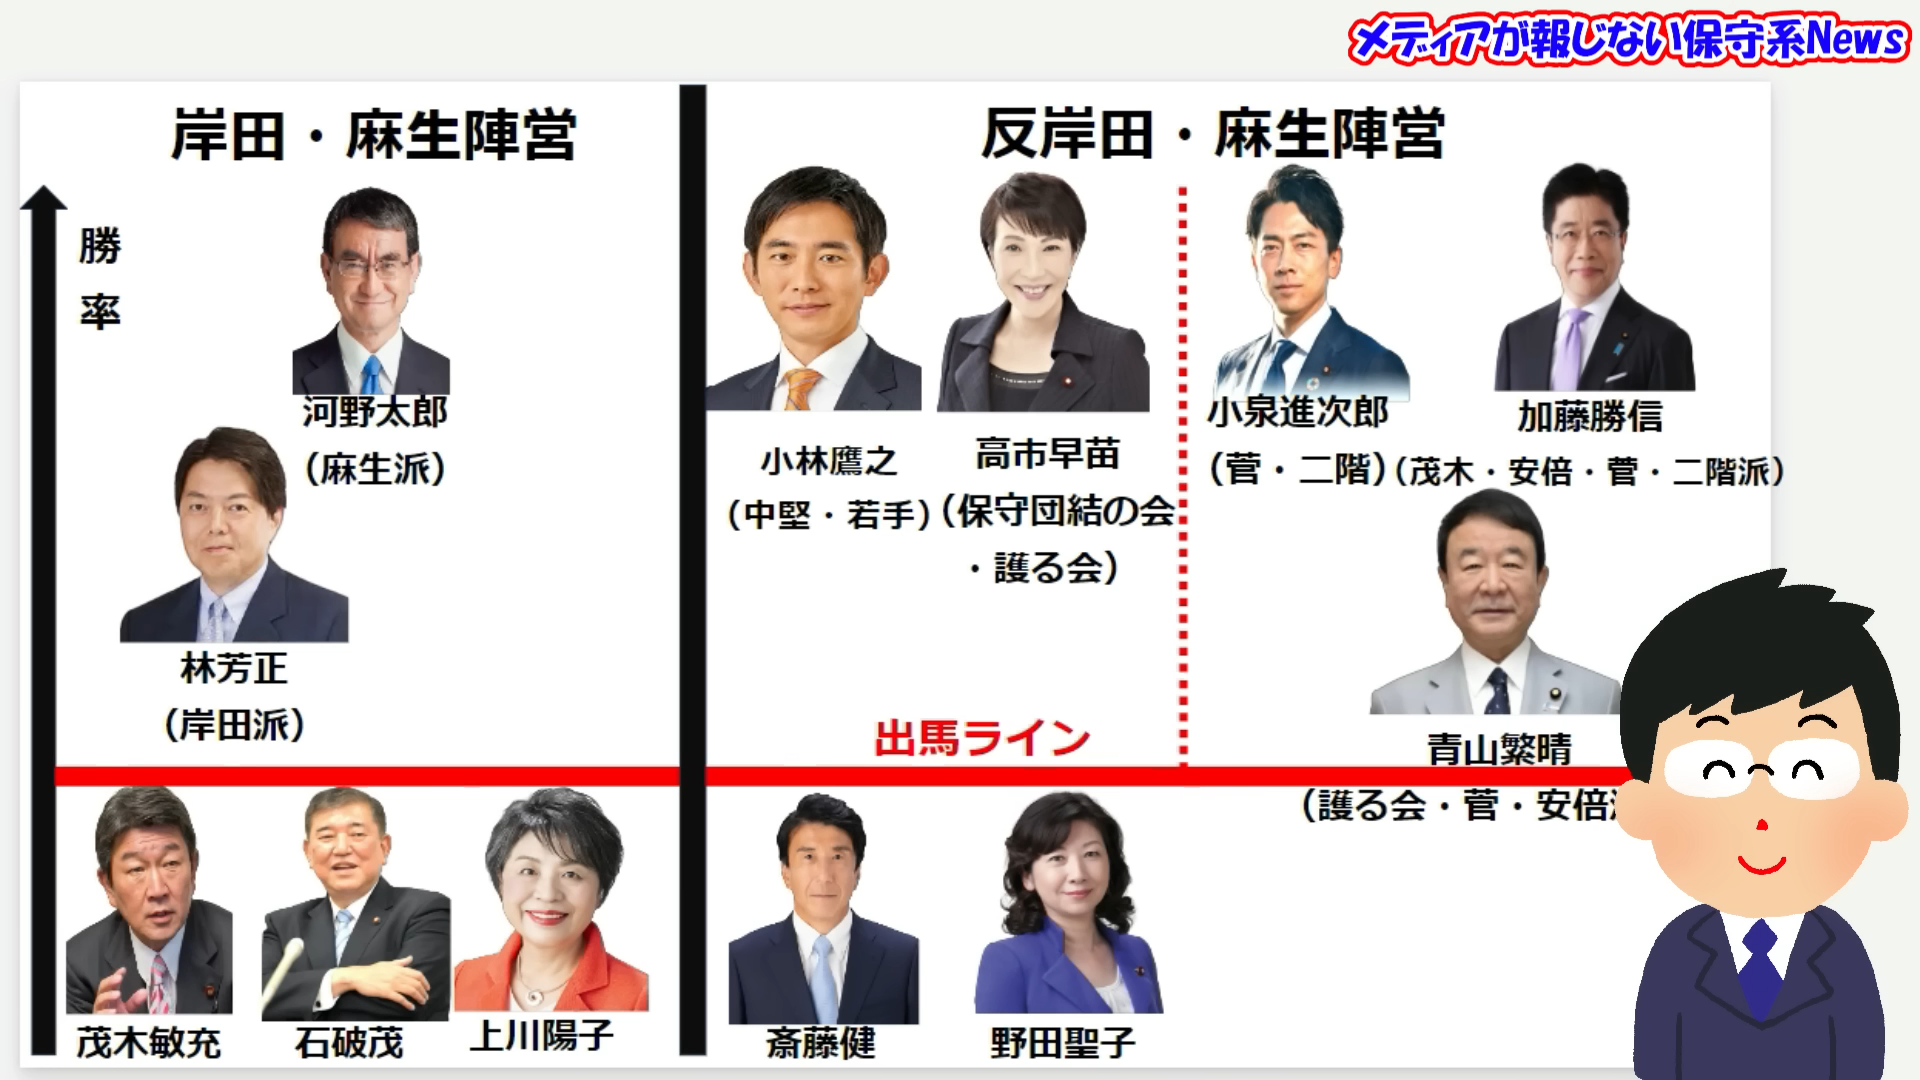 メディアが報じない保守系News
岸田・麻生陣営
反岸田・麻生陣営
勝
率
河野太郎
（麻生派）
林芳正
（岸田派）
小林鷹之
（中堅・若手）
高市早苗
（保守団結の会
・護る会）
小泉進次郎
（菅・二階）
加藤勝信
（茂木・安倍・菅・二階派）
青山繁晴
（護る会・菅・安倍
出馬ライン
茂木敏充
石破茂
上川陽子
斎藤健
野田聖子